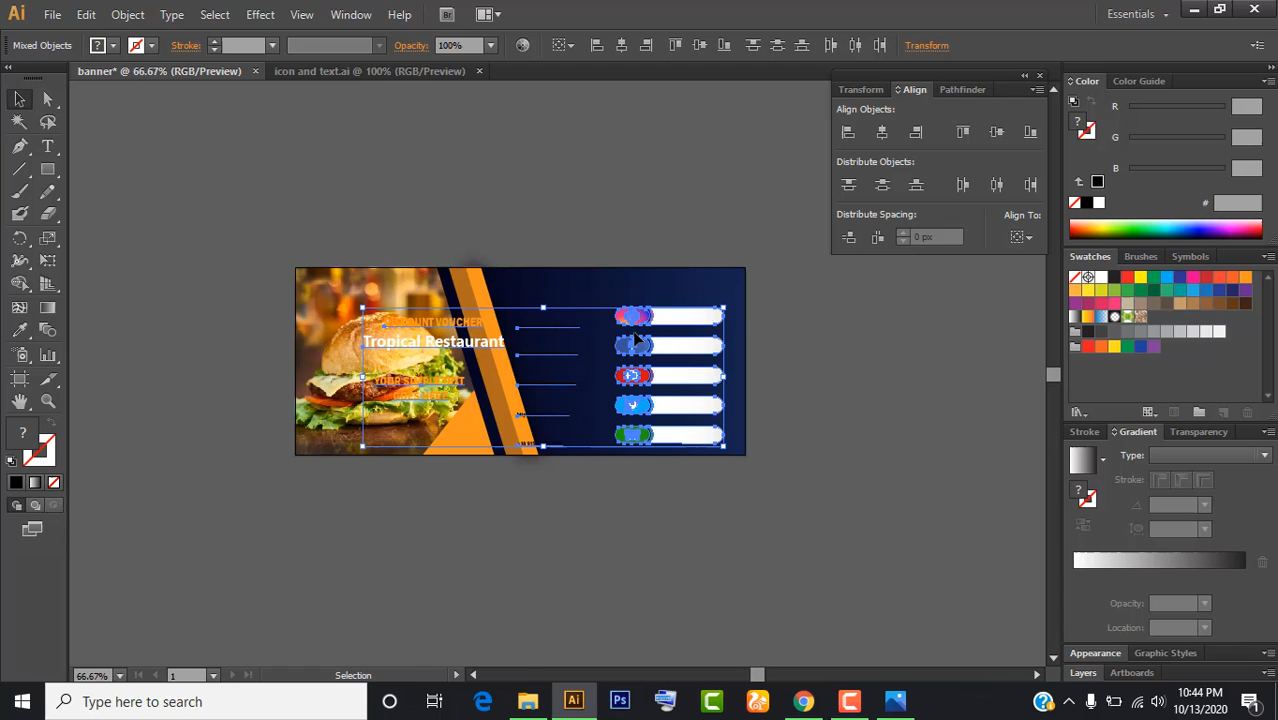 Ai
File Edit Object Type Select Effect View Window Help
Br
Essentials
Mixed Objects
?
Stroke:
Opacity: 100%
Transform
banner* @ 66.67% (RGB/Preview)
icon and text.ai @ 100% (RGB/Preview)
Transform Align Pathfinder
Align Objects:
Distribute Objects:
Distribute Spacing:
Align To:
0 px
Color Color Guide
?
R
G
B
#
Swatches Brushes Symbols
DISCOUNT VOUCHER
Tropical Restaurant
Stroke Gradient Transparency
Type:
Stroke:
?
Opacity:
Location:
Appearance Graphic Styles
Layers Artboards
?
66.67%
1
Selection
Type here to search
Ai
Ps
10:44 PM
10/13/2020